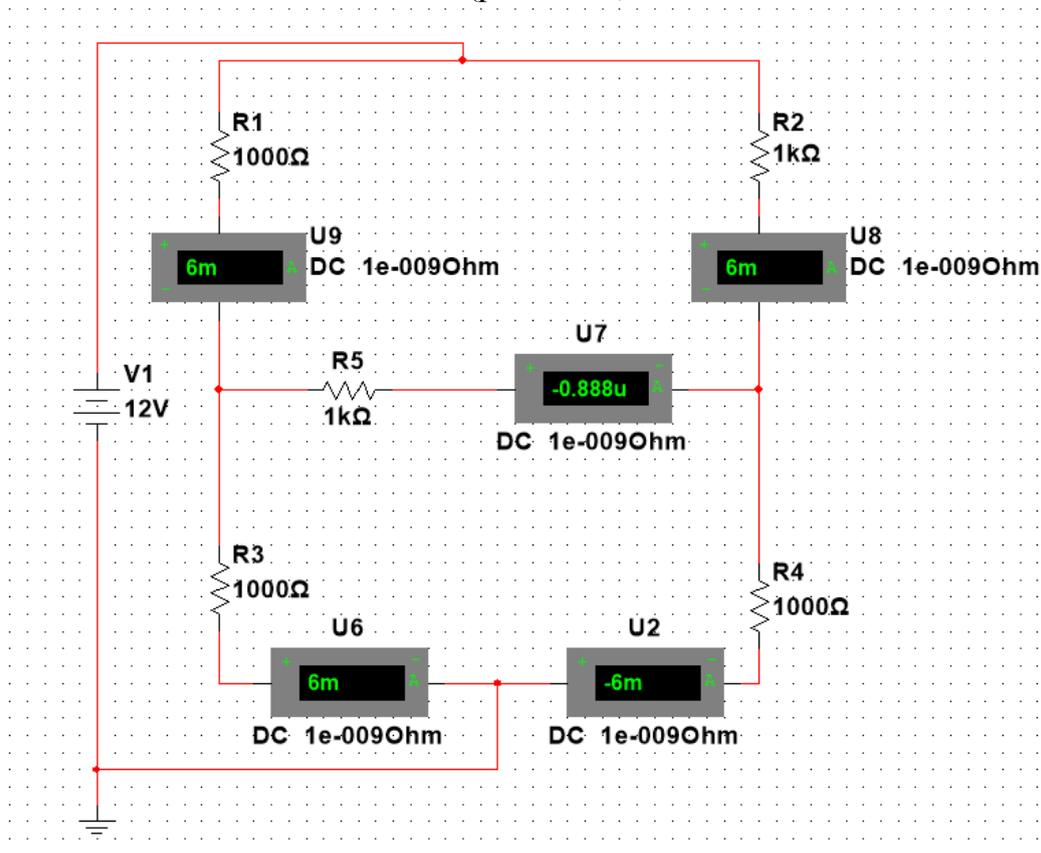 R1
1000Ω
R2
1kΩ
U9
+
6m
A
DC 1e-009Ohm
-
U8
+
6m
A
DC 1e-009Ohm
-
U7
R5
1kΩ
+
-
-0.888u
A
DC 1e-009Ohm
V1
12V
R3
1000Ω
R4
1000Ω
U6
+
-
6m
A
DC 1e-009Ohm
U2
+
-
-6m
A
DC 1e-009Ohm